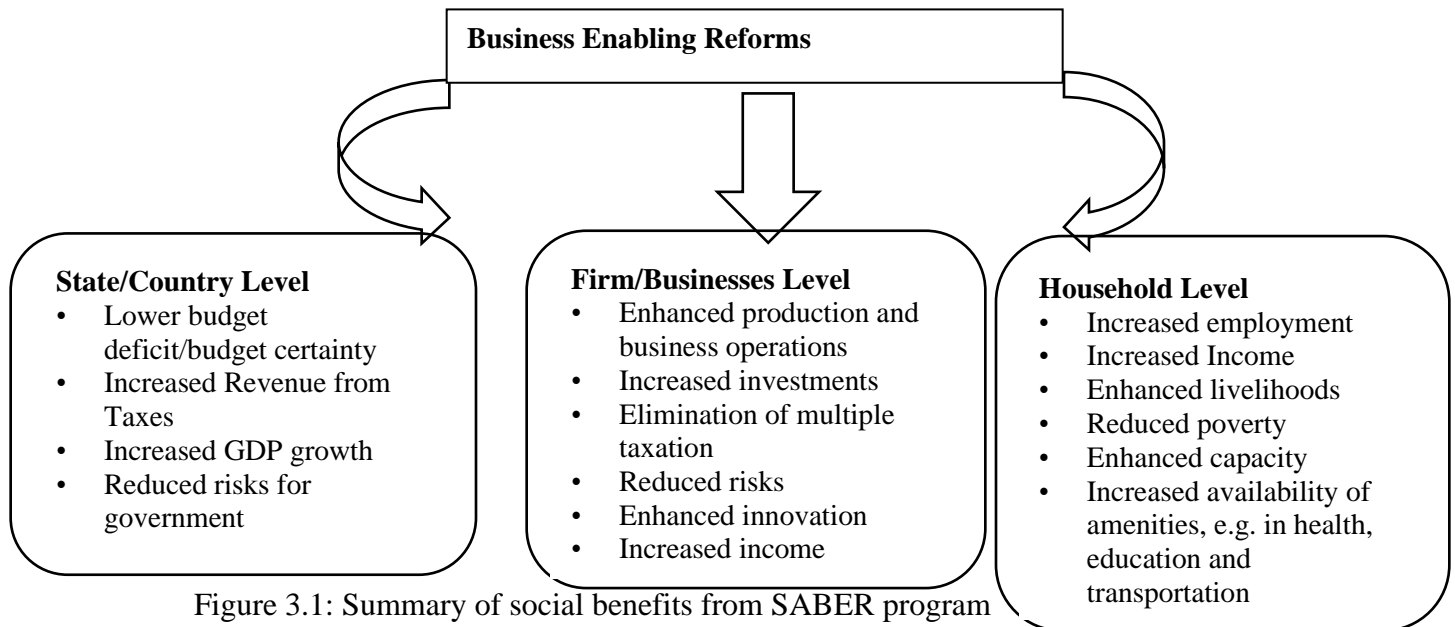 Business Enabling Reforms
State/Country Level
• Lower budget
deficit/budget certainty
• Increased Revenue from
Taxes
• Increased GDP growth
• Reduced risks for
government
Firm/Businesses Level
• Enhanced production and
business operations
• Increased investments
• Elimination of multiple
taxation
• Reduced risks
• Enhanced innovation
• Increased income
Household Level
• Increased employment
• Increased Income
• Enhanced livelihoods
• Reduced poverty
• Enhanced capacity
• Increased availability of
amenities, e.g. in health,
education and
transportation
Figure 3.1: Summary of social benefits from SABER program